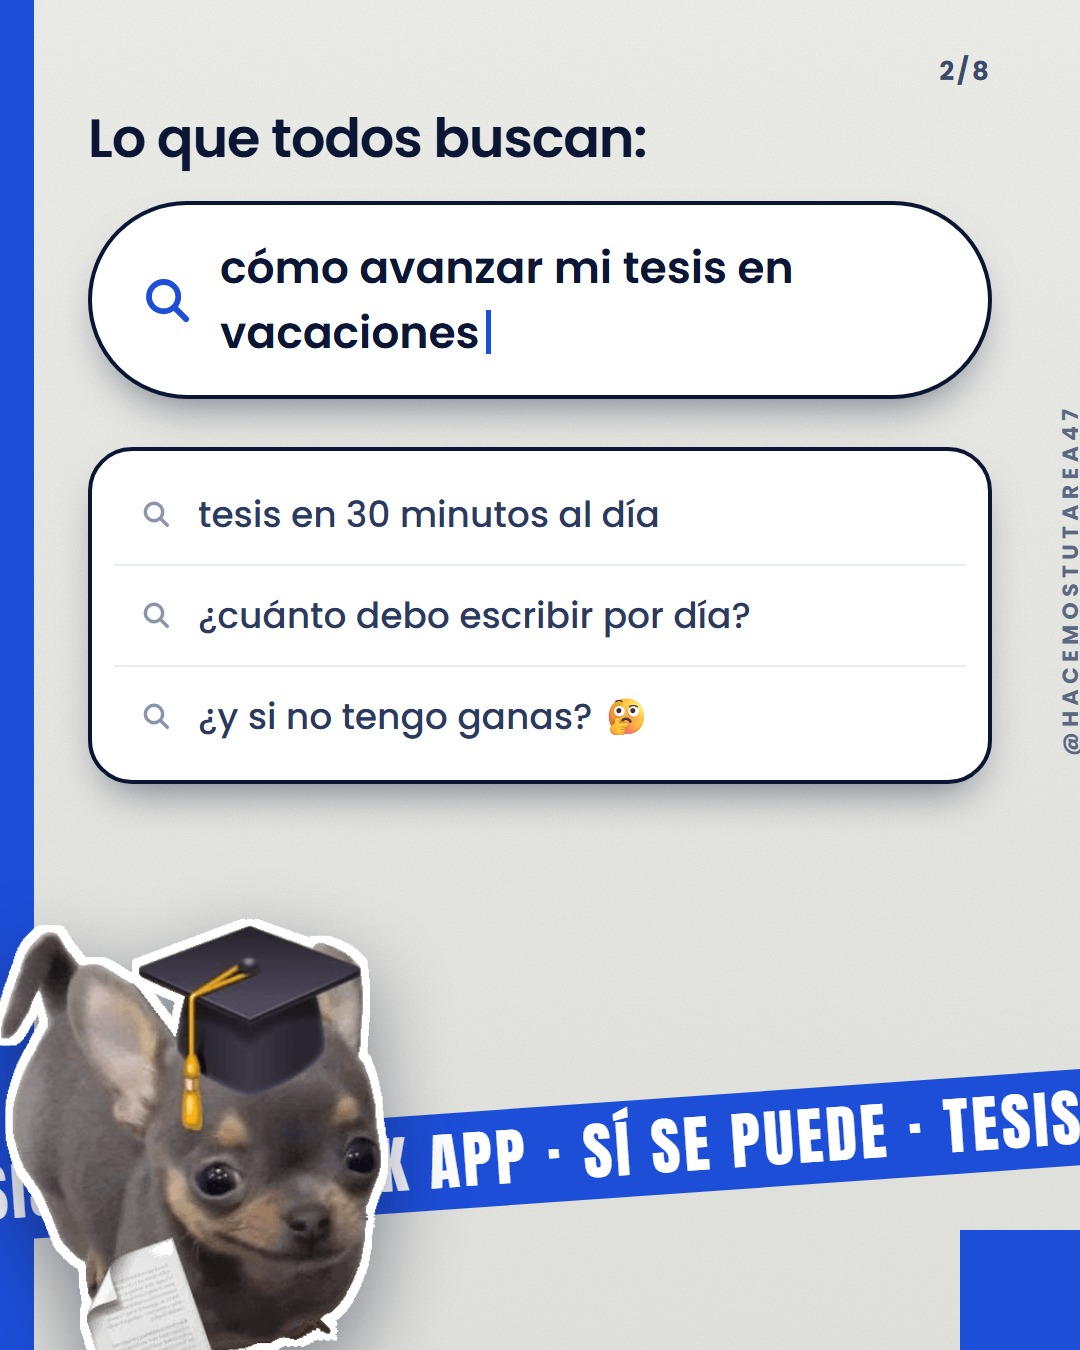 2/8
Lo que todos buscan:
cómo avanzar mi tesis en
vacaciones
tesis en 30 minutos al día
¿cuánto debo escribir por día?
¿y si no tengo ganas? 🤔
@HACEMOSTUTAREA47
APP · SÍ SE PUEDE · TESIS